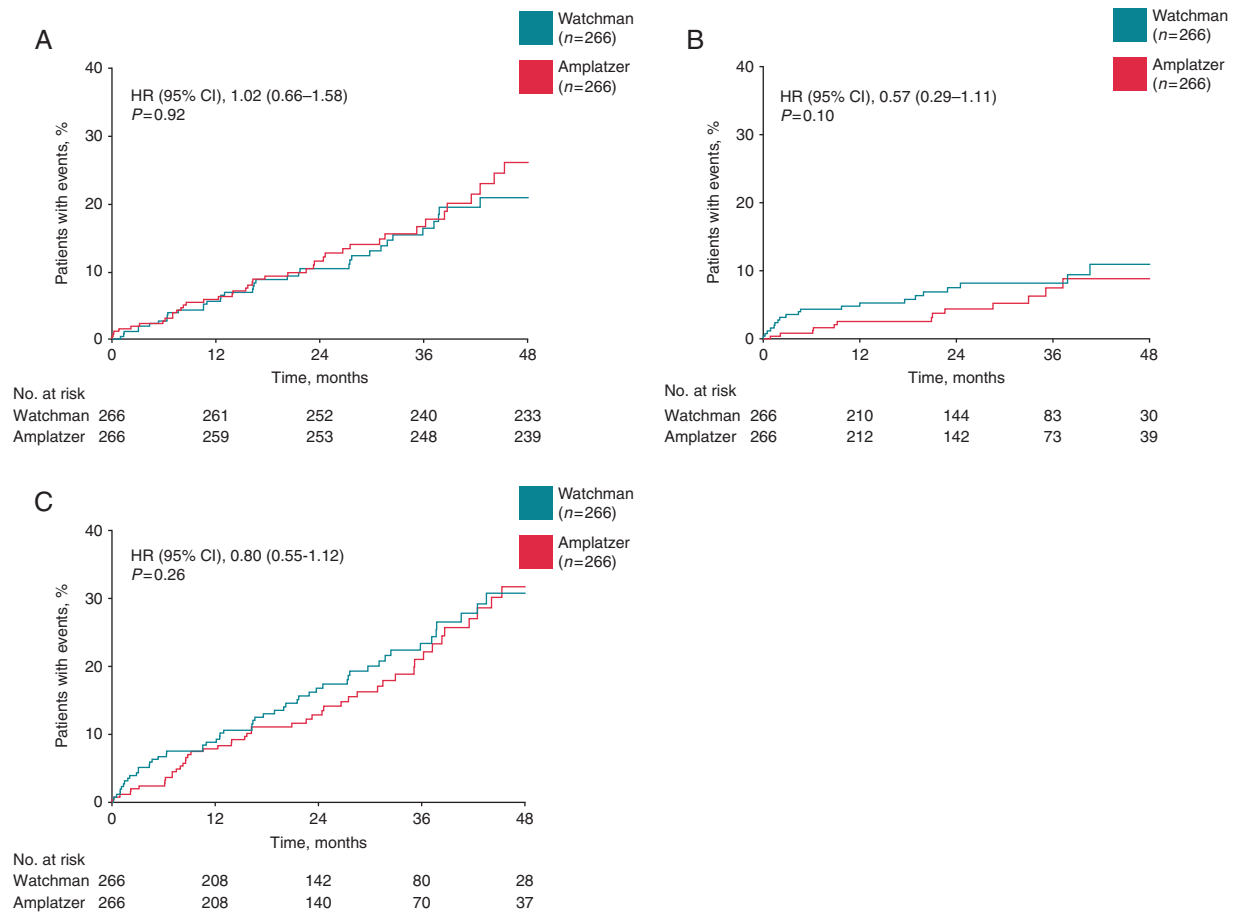 A
Watchman
(n=266)
Amplatzer
(n=266)
HR (95% CI), 1.02 (0.66–1.58)
P=0.92
Patients with events, %
40
30
20
10
0
0 12 24 36 48
Time, months
No. at risk
Watchman 266 261 252 240 233
Amplatzer 266 259 253 248 239
B
Watchman
(n=266)
Amplatzer
(n=266)
HR (95% CI), 0.57 (0.29–1.11)
P=0.10
Patients with events, %
40
30
20
10
0
0 12 24 36 48
Time, months
No. at risk
Watchman 266 210 144 83 30
Amplatzer 266 212 142 73 39
C
Watchman
(n=266)
Amplatzer
(n=266)
HR (95% CI), 0.80 (0.55-1.12)
P=0.26
Patients with events, %
40
30
20
10
0
0 12 24 36 48
Time, months
No. at risk
Watchman 266 208 142 80 28
Amplatzer 266 208 140 70 37